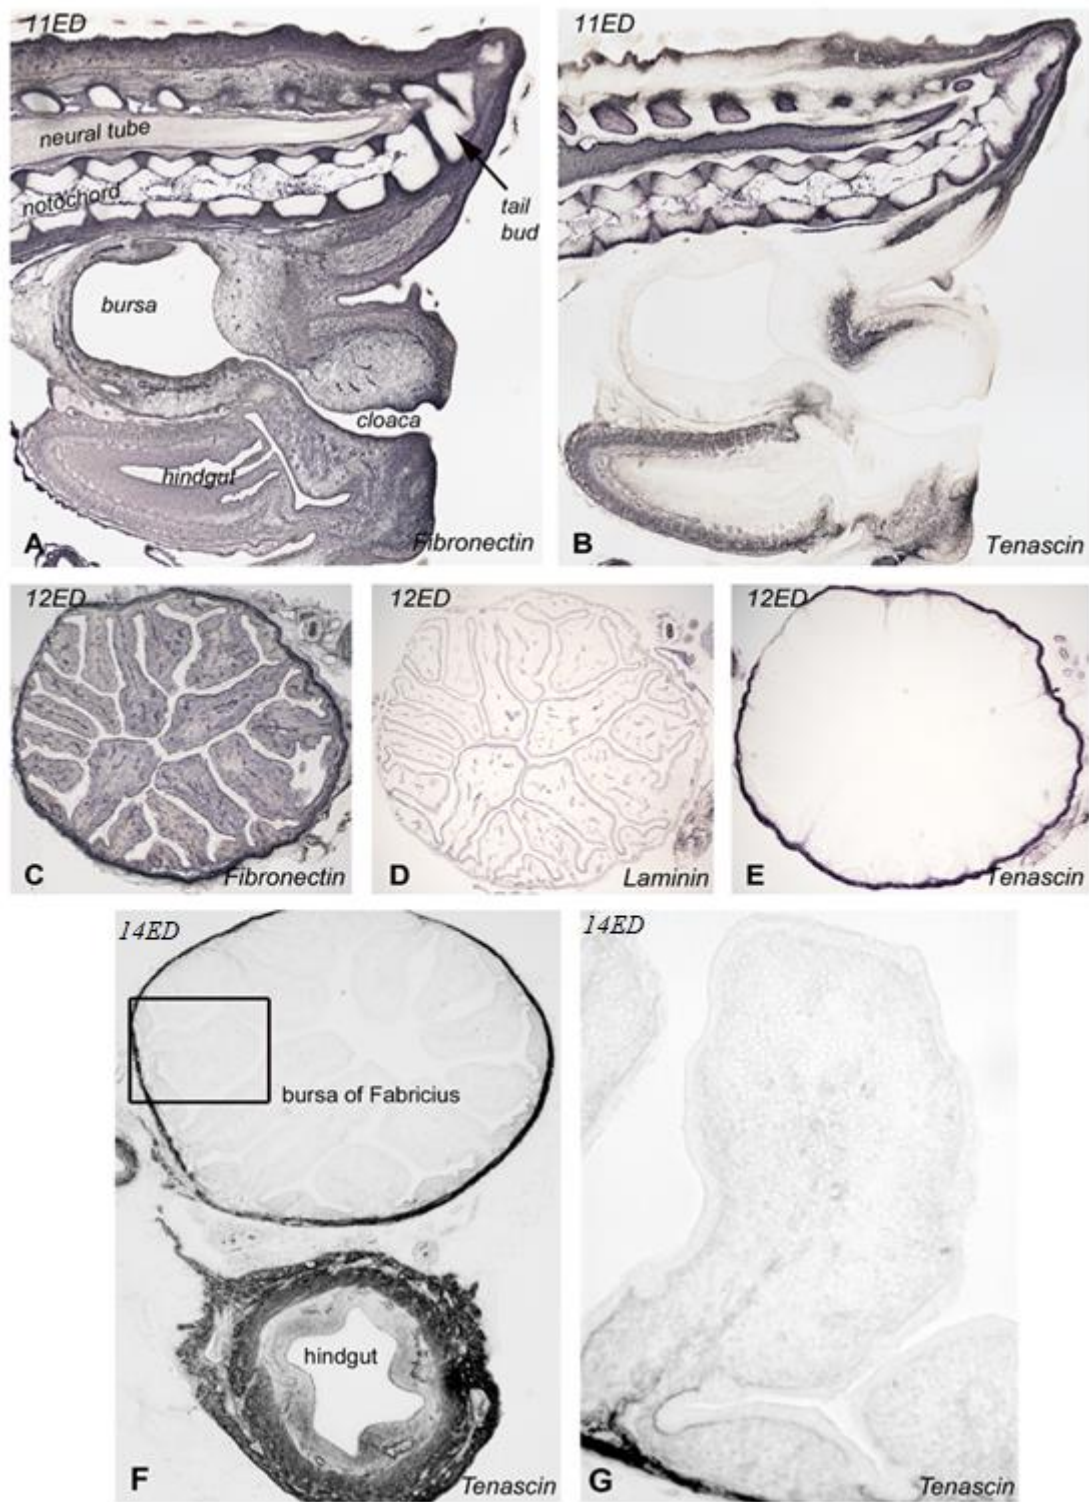 11ED
neural tube
notochord
tail
bud
bursa
cloaca
hindgut
A
Fibronectin
11ED
B
Tenascin
12ED
C
Fibronectin
12ED
D
Laminin
12ED
E
Tenascin
14ED
bursa of Fabricius
hindgut
F
Tenascin
14ED
G
Tenascin